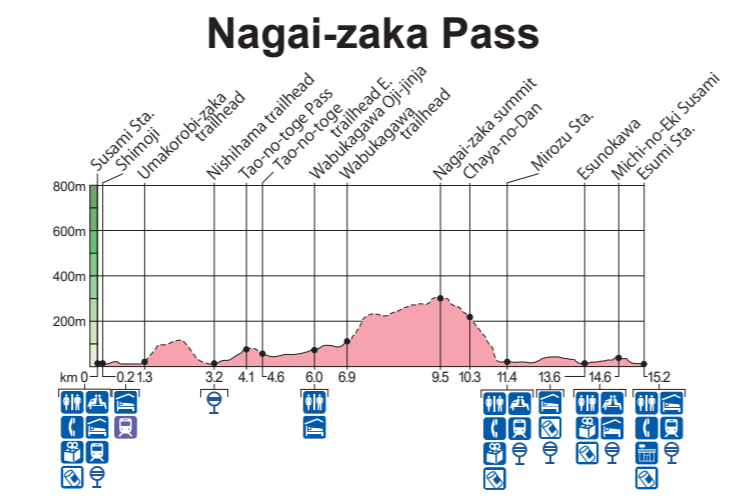 Nagai-zaka Pass
Susami Sta.
Shimoji
Umakorobi-zaka
trailhead
Nishihama trailhead
Tao-no-toge Pass
Tao-no-toge
trailhead E.
Wabukagawa Oji-jinja
Wabukagawa
trailhead
Nagai-zaka summit
Chaya-no-Dan
Mirozu Sta.
Esunokawa
Michi-no-Eki Susami
Esumi Sta.
800m
600m
400m
200m
km 0 0.2 1.3 3.2 4.1 4.6 6.0 6.9 9.5 10.3 11.4 13.6 14.6 15.2